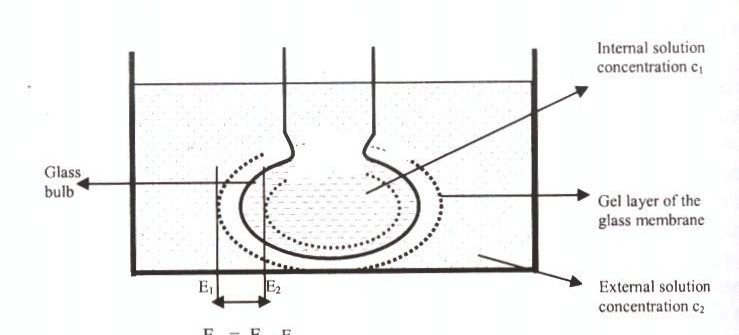 Internal solution
concentration c₁
Glass
bulb
Gel layer of the
glass membrane
E₁ E₂
External solution
concentration c₂